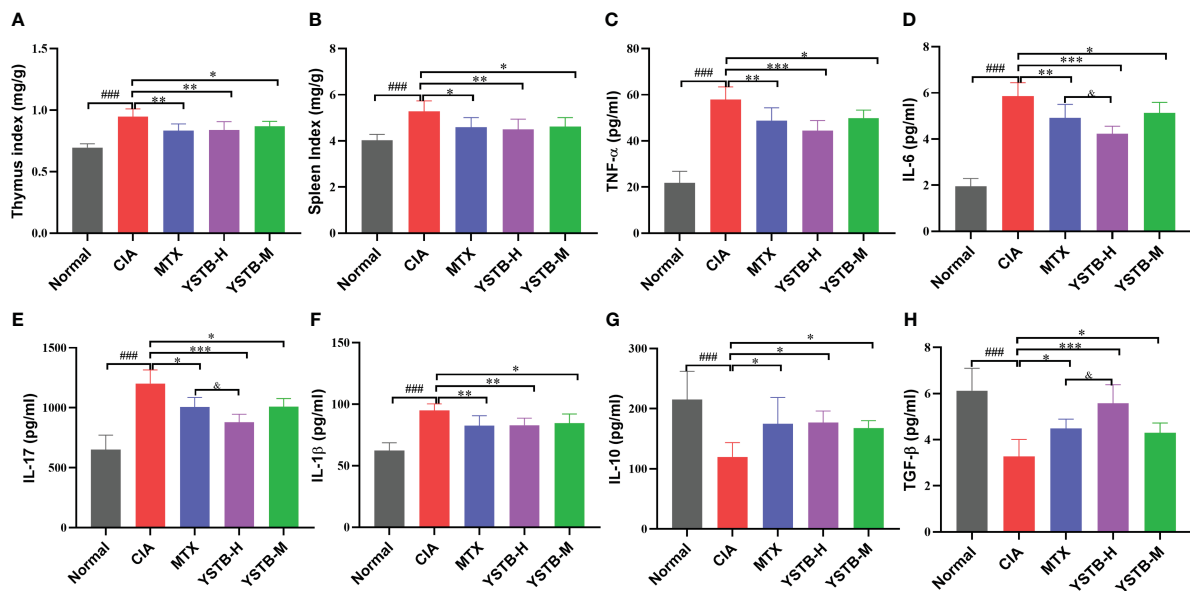 A
Thymus index (mg/g)
1.5
1.0
0.5
0.0
###
**
**
*
Normal
CIA
MTX
YSTB-H
YSTB-M
B
Spleen Index (mg/g)
8
6
4
2
0
###
*
**
*
Normal
CIA
MTX
YSTB-H
YSTB-M
C
TNF-α (pg/ml)
80
60
40
20
0
###
**
***
*
Normal
CIA
MTX
YSTB-H
YSTB-M
D
IL-6 (pg/ml)
8
6
4
2
0
###
**
***
*
&
Normal
CIA
MTX
YSTB-H
YSTB-M
E
IL-17 (pg/ml)
1500
1000
500
0
###
*
***
*
&
Normal
CIA
MTX
YSTB-H
YSTB-M
F
IL-1β (pg/ml)
150
100
50
0
###
**
**
*
Normal
CIA
MTX
YSTB-H
YSTB-M
G
IL-10 (pg/ml)
300
200
100
0
###
*
*
*
Normal
CIA
MTX
YSTB-H
YSTB-M
H
TGF-β (pg/ml)
8
6
4
2
0
###
*
***
*
&
Normal
CIA
MTX
YSTB-H
YSTB-M